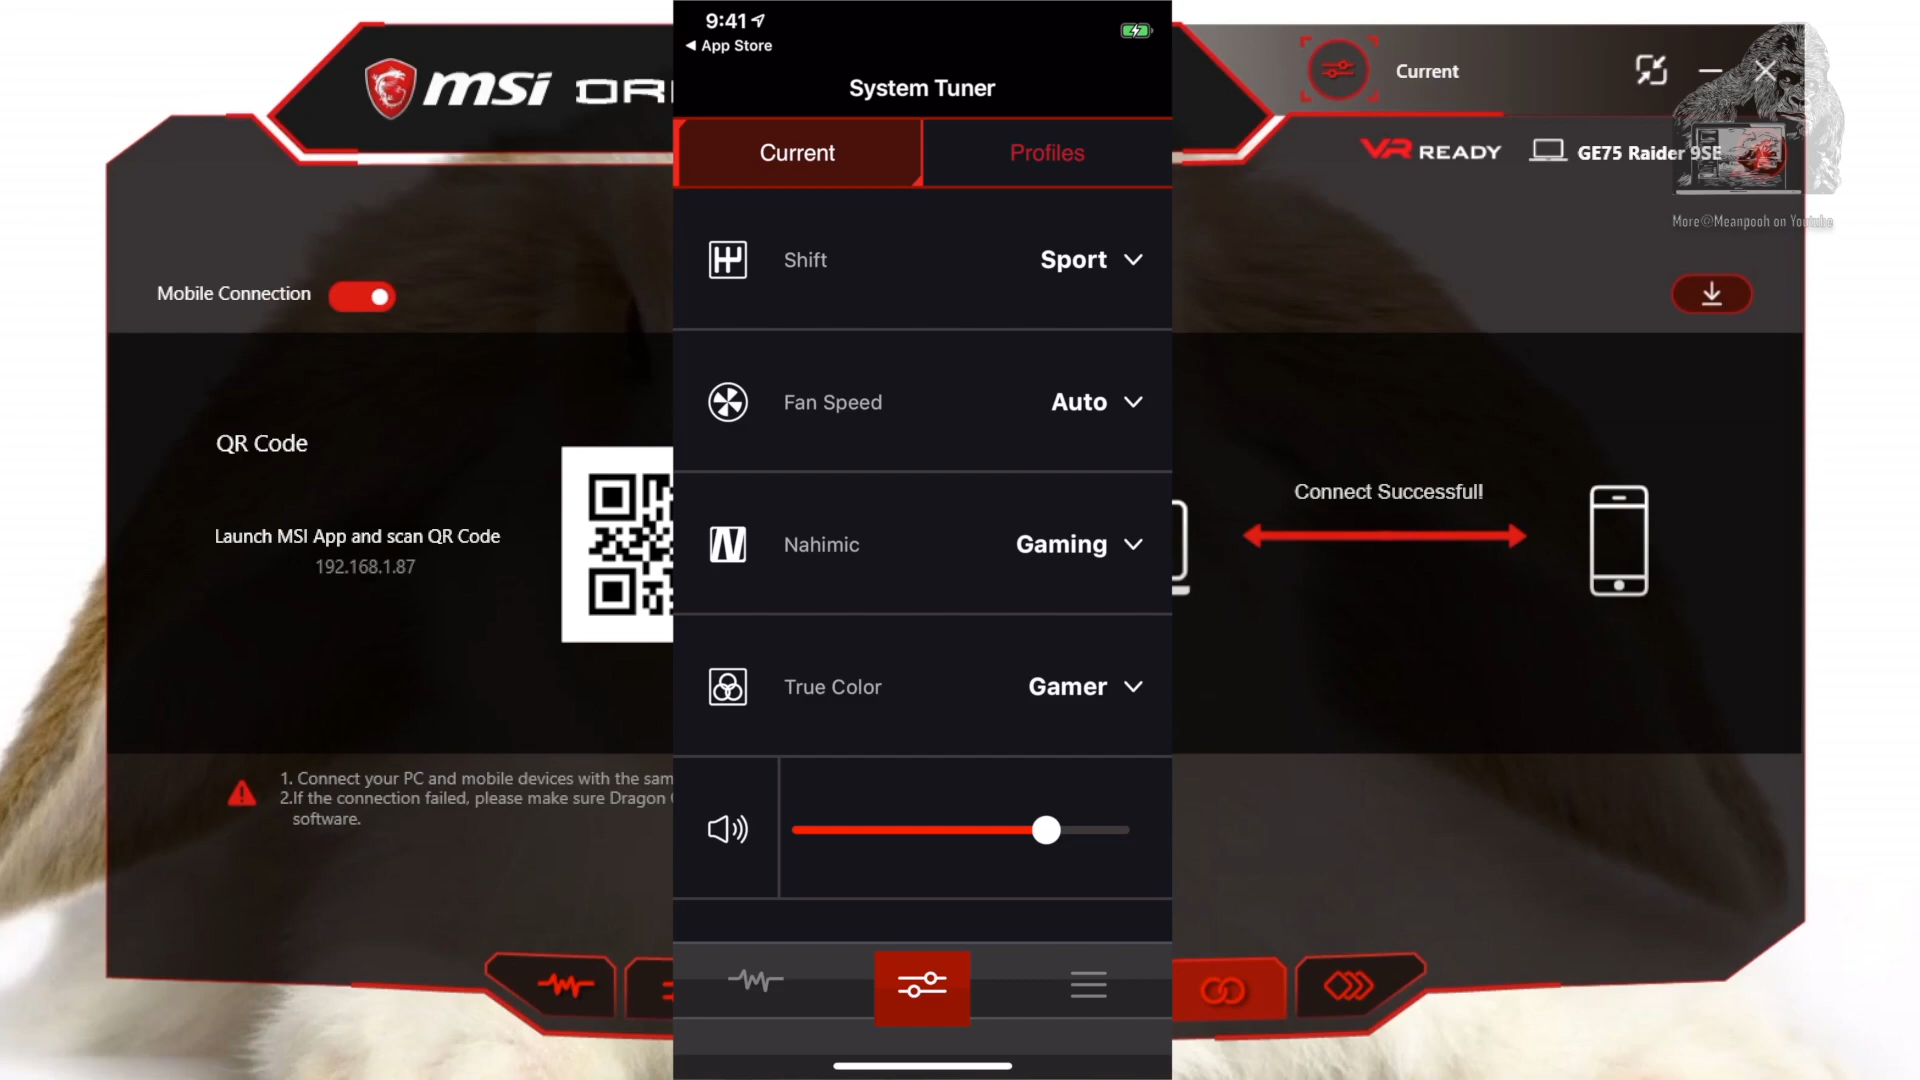 9:41
◀ App Store
System Tuner
Current
Profiles
Shift
Sport
Fan Speed
Auto
Nahimic
Gaming
True Color
Gamer
msi
Current
VR READY
GE75 Raider 9SE
More@Meanpooh on Youtube
Mobile Connection
QR Code
Launch MSI App and scan QR Code
192.168.1.87
Connect Successful!
1. Connect your PC and mobile devices with the sam
2.If the connection failed, please make sure Dragon
software.